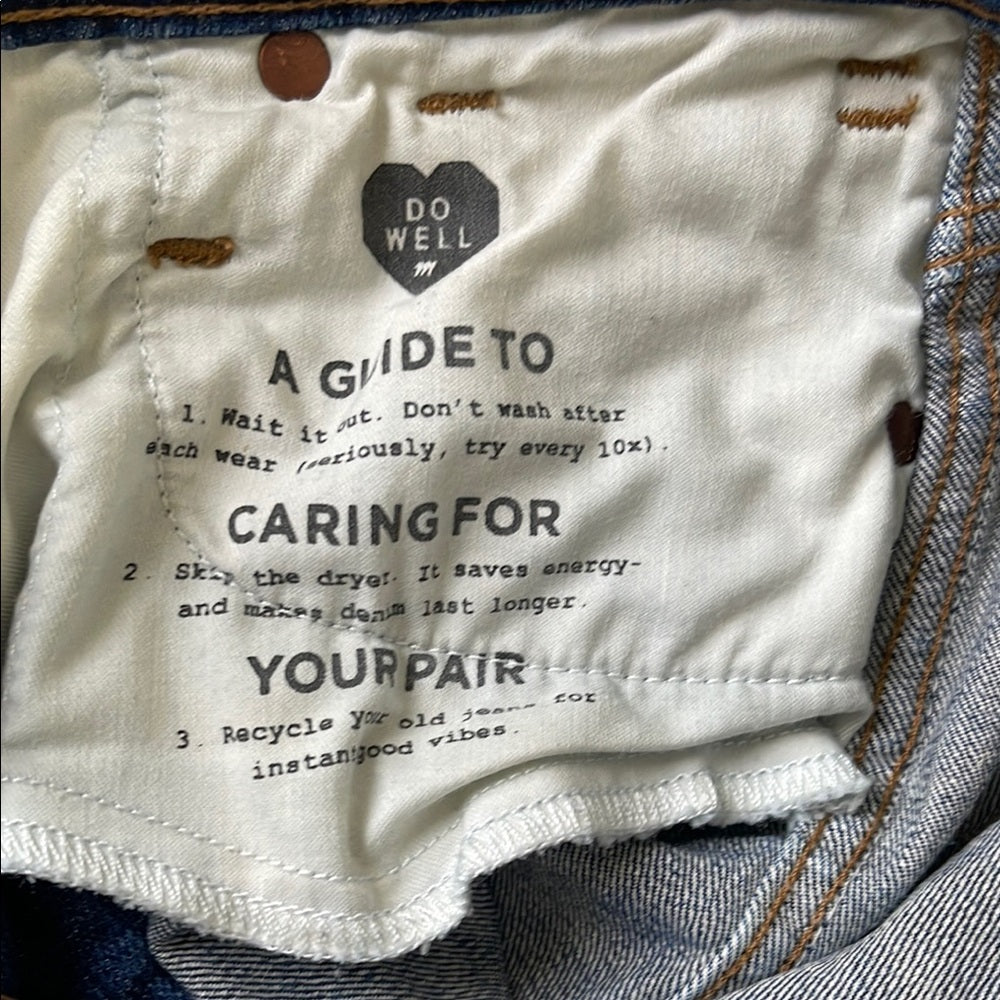 DO
WELL
m
A GUIDE TO
1. Wait it out. Don't wash after
each wear (seriously, try every 10x).
CARING FOR
2. Skip the dryer. It saves energy-
and makes denim last longer.
YOUR PAIR
3. Recycle your old jeans for
instant good vibes.